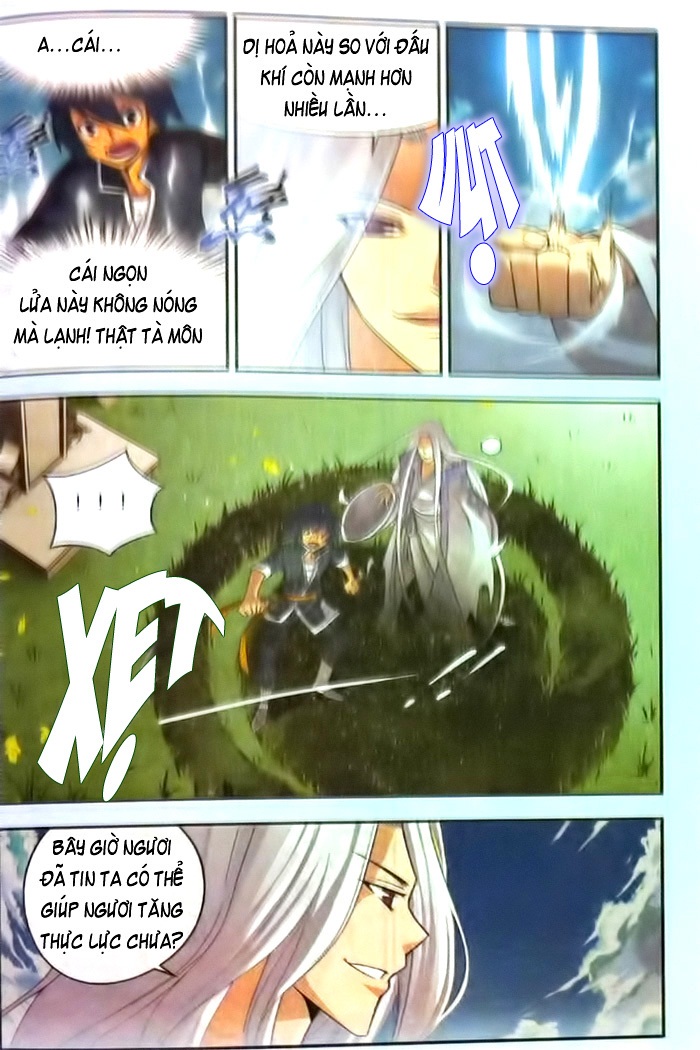 A...CÁI...
CÁI NGỌN
LỬA NÀY KHÔNG NÓNG
MÀ LẠNH! THẬT TÀ MÔN
DỊ HOẢ NÀY SO VỚI ĐẤU
KHÍ CÒN MẠNH HƠN
NHIỀU LẦN...
VỤT
! ! !
XẸT
...!
BÂY GIỜ NGƯƠI
ĐÃ TIN TA CÓ THỂ
GIÚP NGƯƠI TĂNG
THỰC LỰC CHƯA?